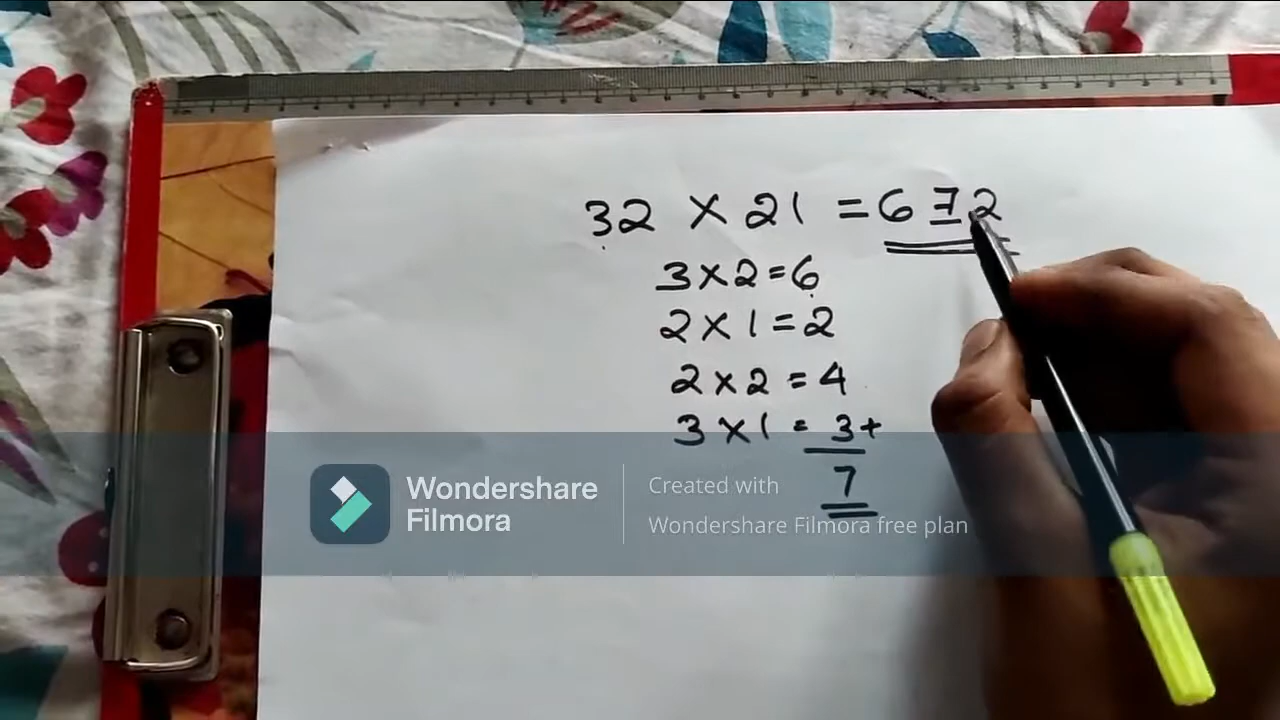 32 × 21 = 672
3×2=6
2×1=2
2×2=4
3×1=3+
7
Wondershare
Filmora
Created with
Wondershare Filmora free plan